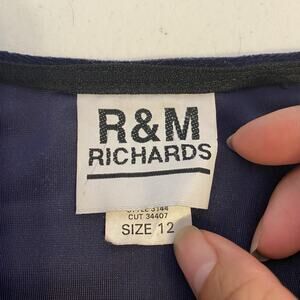 R&M
RICHARDS
STYLE 3144
CUT 34407
SIZE 12